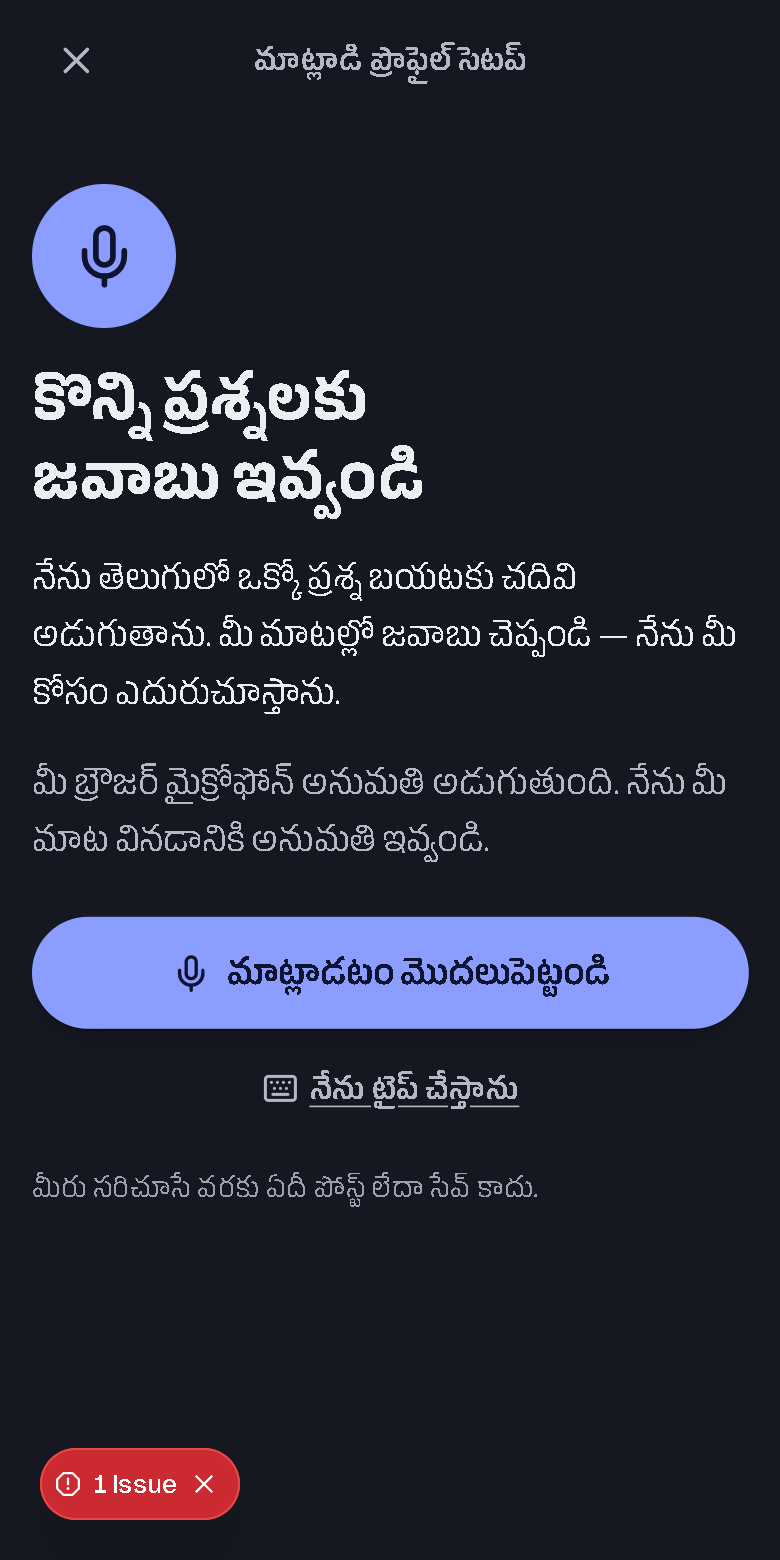 మాట్లాడి ప్రొఫైల్ సెటప్
కొన్ని ప్రశ్నలకు
జవాబు ఇవ్వండి
నేను తెలుగులో ఒక్కో ప్రశ్న బయటకు చదివి
అడుగుతాను. మీ మాటల్లో జవాబు చెప్పండి — నేను మీ
కోసం ఎదురుచూస్తాను.
మీ బ్రౌజర్ మైక్రోఫోన్ అనుమతి అడుగుతుంది. నేను మీ
మాట వినడానికి అనుమతి ఇవ్వండి.
మాట్లాడటం మొదలుపెట్టండి
నేను టైప్ చేస్తాను
మీరు సరిచూసే వరకు ఏదీ పోస్ట్ లేదా సేవ్ కాదు.
1 Issue